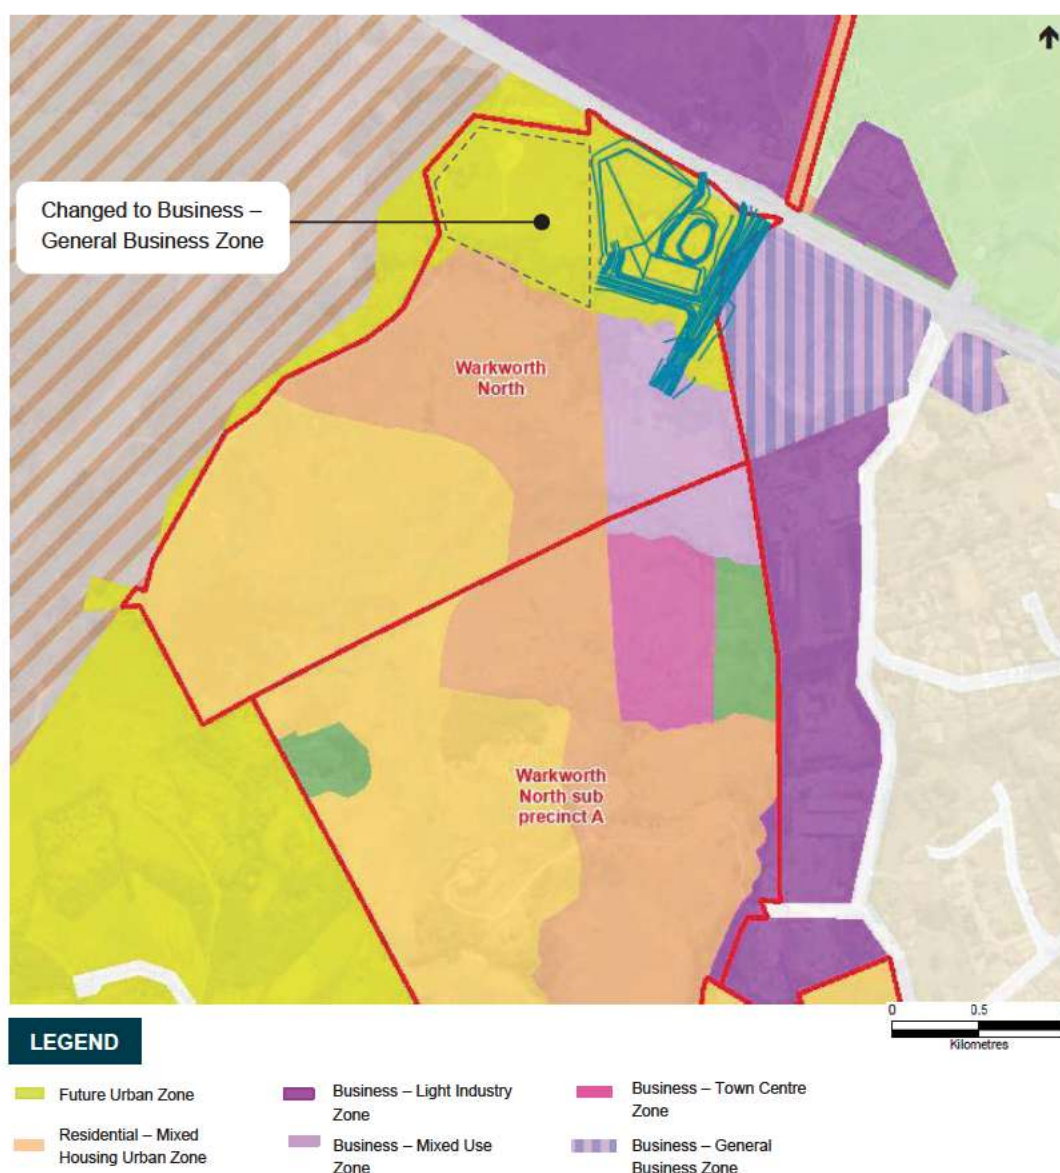 Changed to Business –
General Business Zone
Warkworth
North
Warkworth
North sub
precinct A
0 0.5
Kilometres
LEGEND
Future Urban Zone
Residential – Mixed
Housing Urban Zone
Business – Light Industry
Zone
Business – Mixed Use
Zone
Business – Town Centre
Zone
Business – General
Business Zone